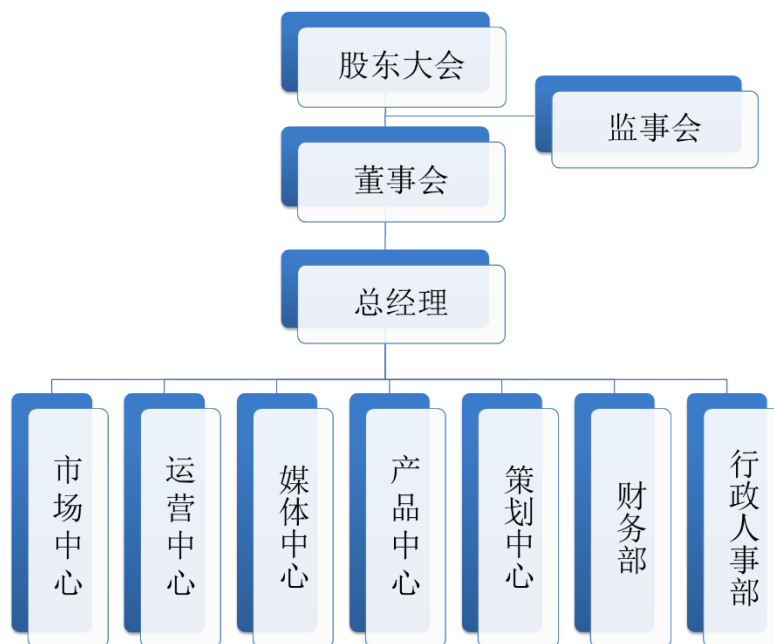 股东大会
监事会
董事会
总经理
市场中心
运营中心
媒体中心
产品中心
策划中心
财务部
行政人事部